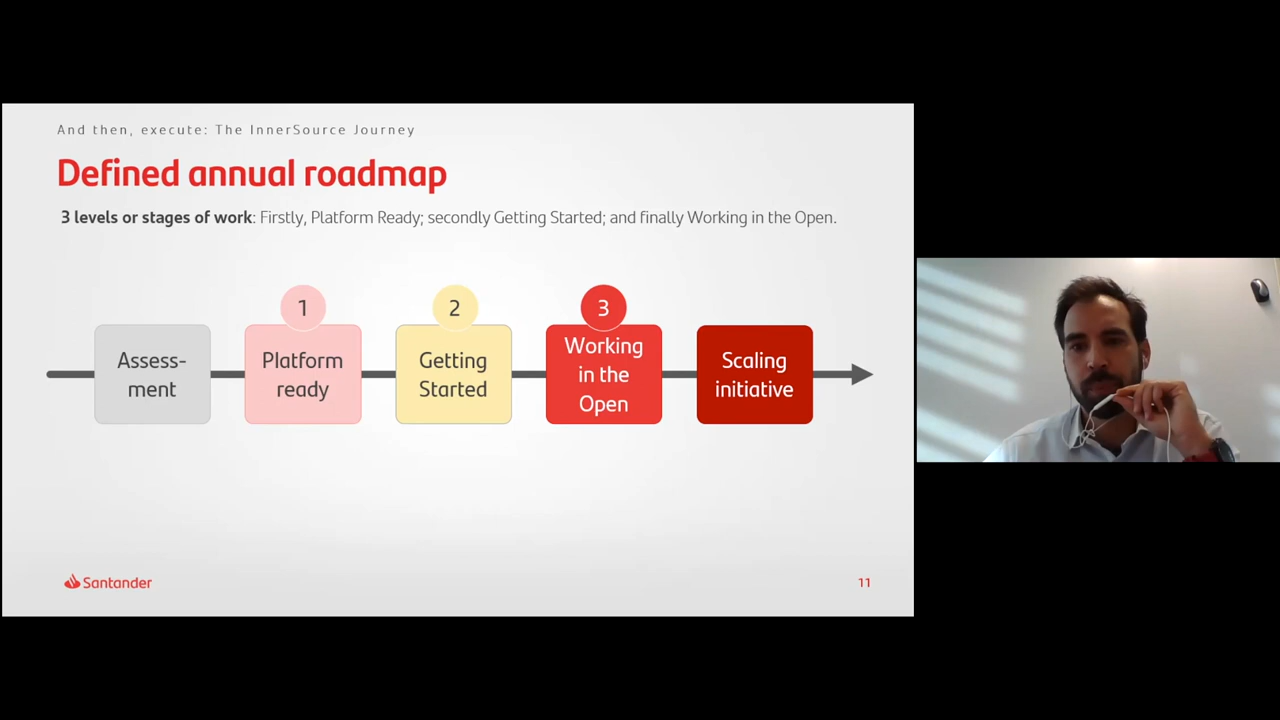 And then, execute: The InnerSource Journey
Defined annual roadmap
3 levels or stages of work: Firstly, Platform Ready; secondly Getting Started; and finally Working in the Open.
1
2
3
Assess-
ment
Platform
ready
Getting
Started
Working
in the
Open
Scaling
initiative
Santander
11